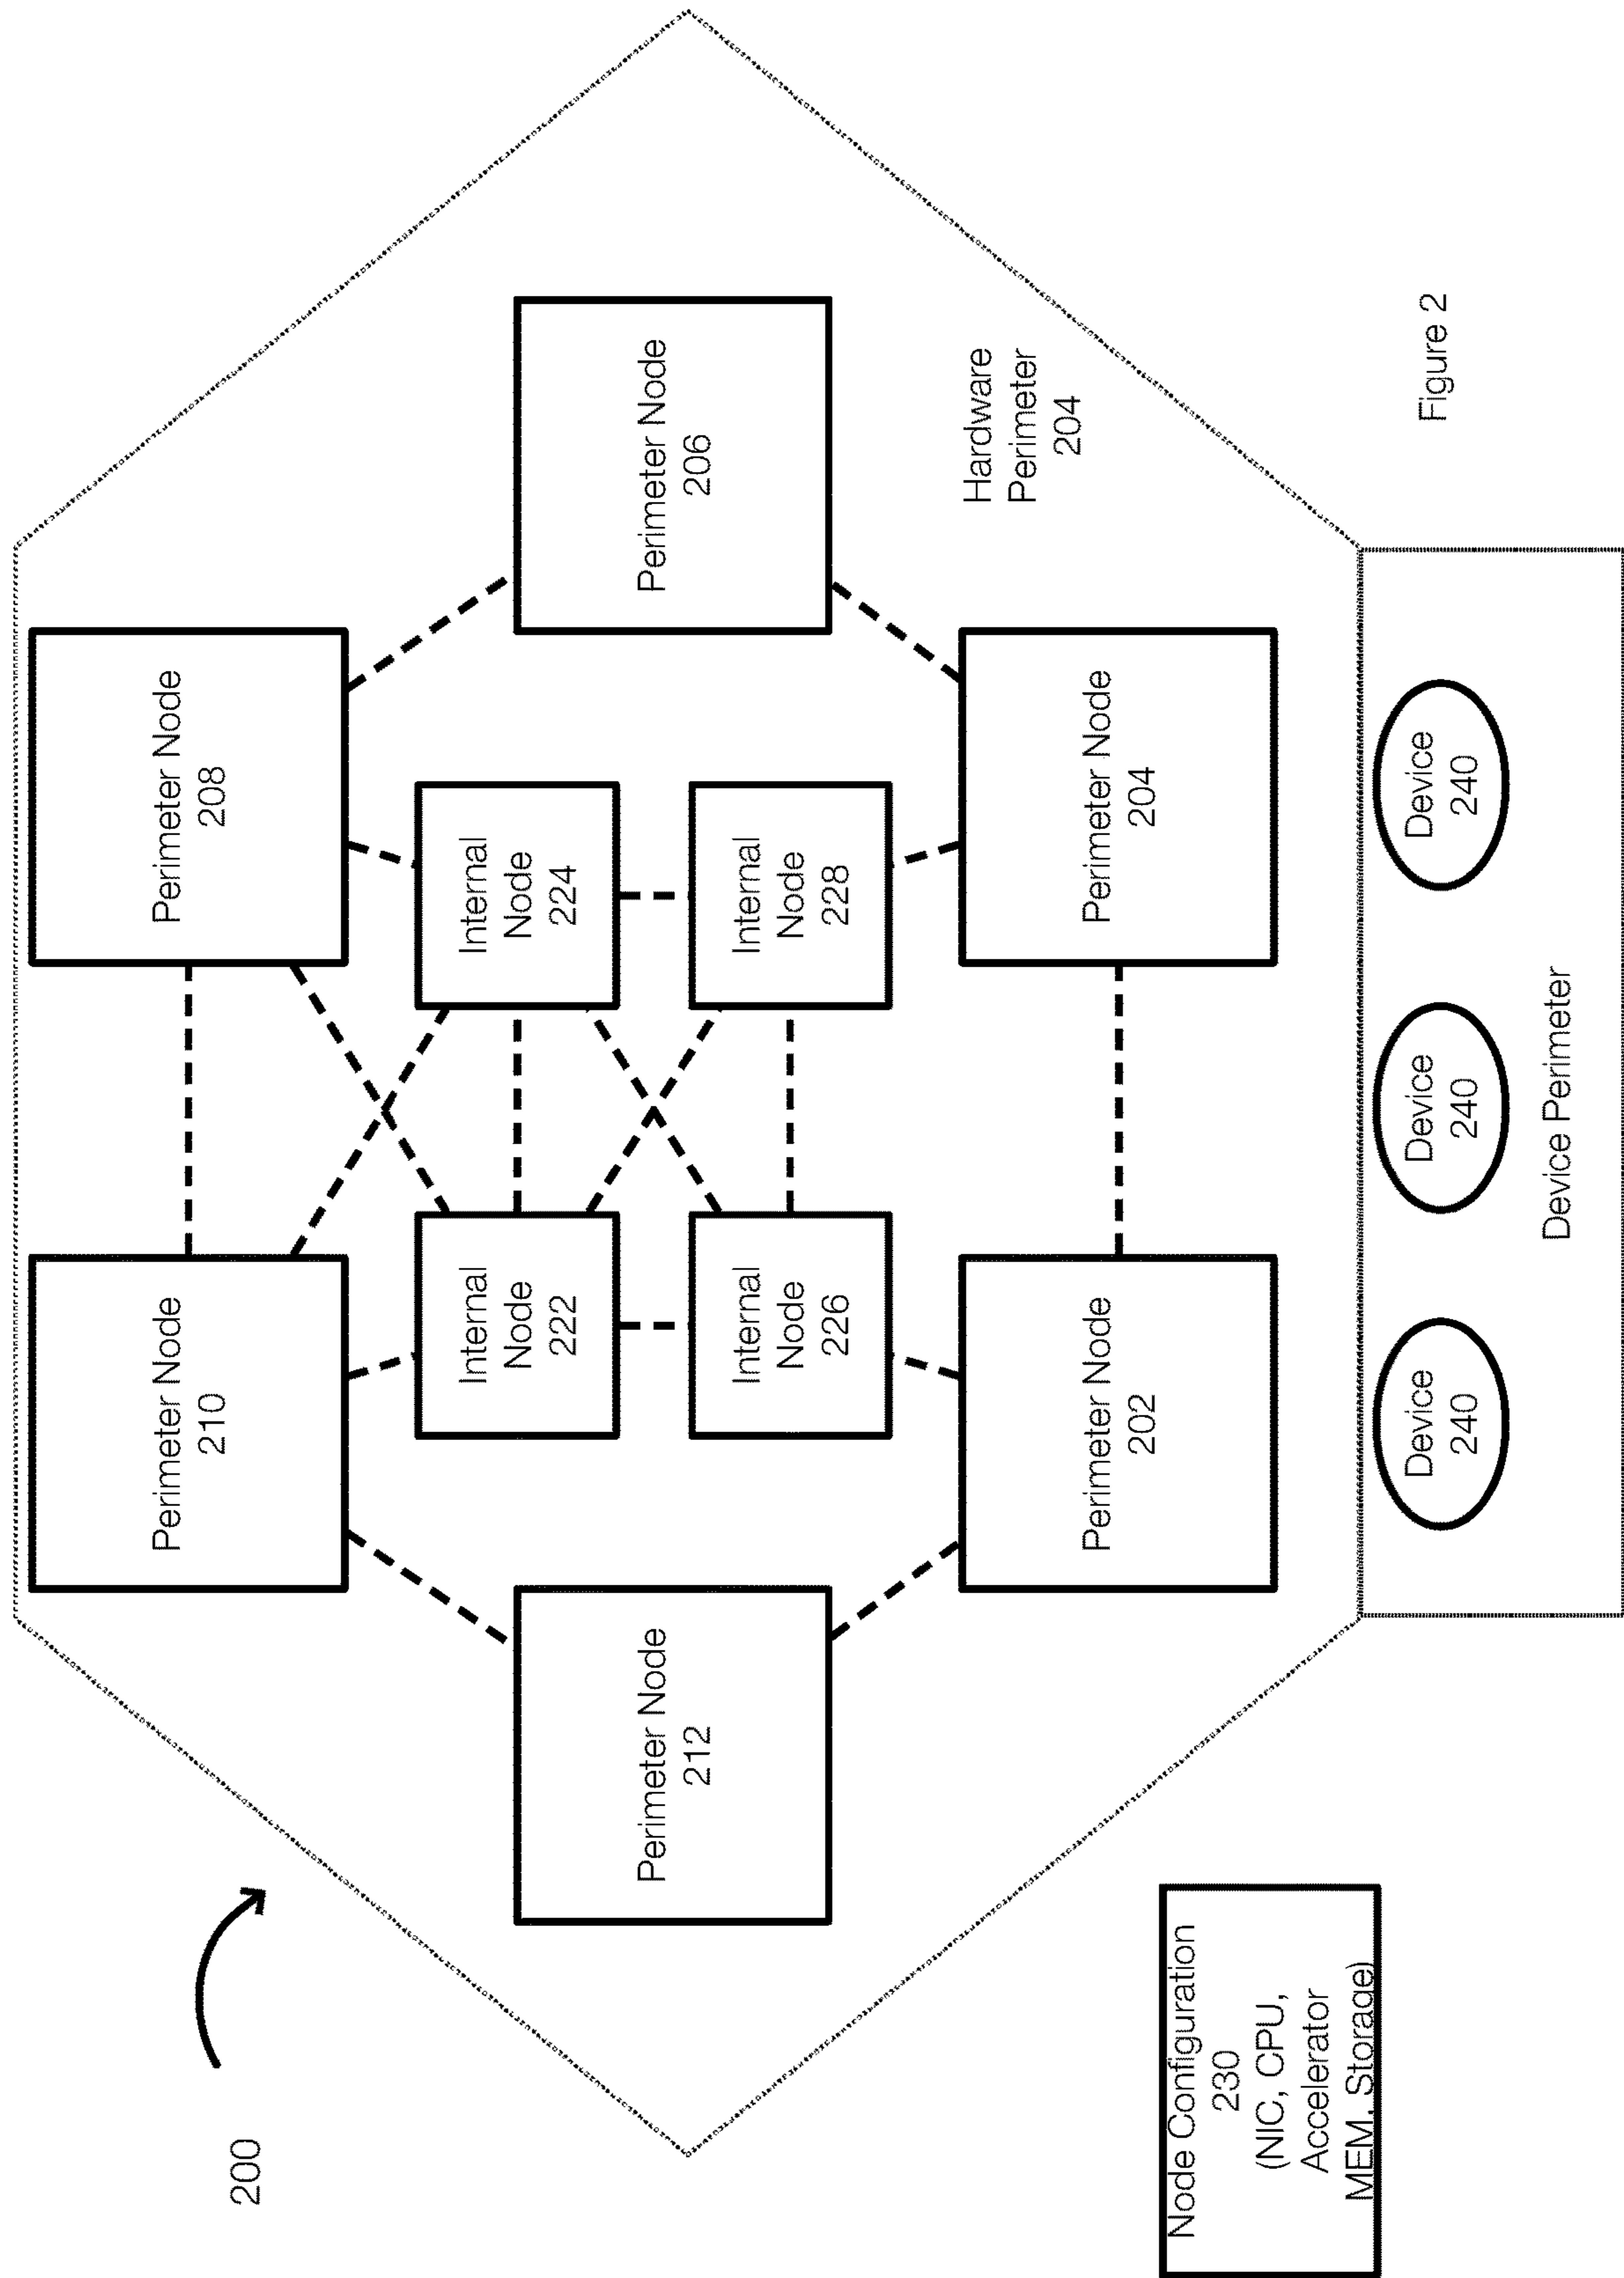 200
Perimeter Node
210
Perimeter Node
208
Perimeter Node
212
Internal
Node
222
Internal
Node
224
Perimeter Node
206
Internal
Node
226
Internal
Node
228
Hardware
Perimeter
204
Perimeter Node
202
Perimeter Node
204
Node Configuration
230
(NIC, CPU,
Accelerator
MEM, Storage)
Device
240
Device
240
Device
240
Device Perimeter
Figure 2